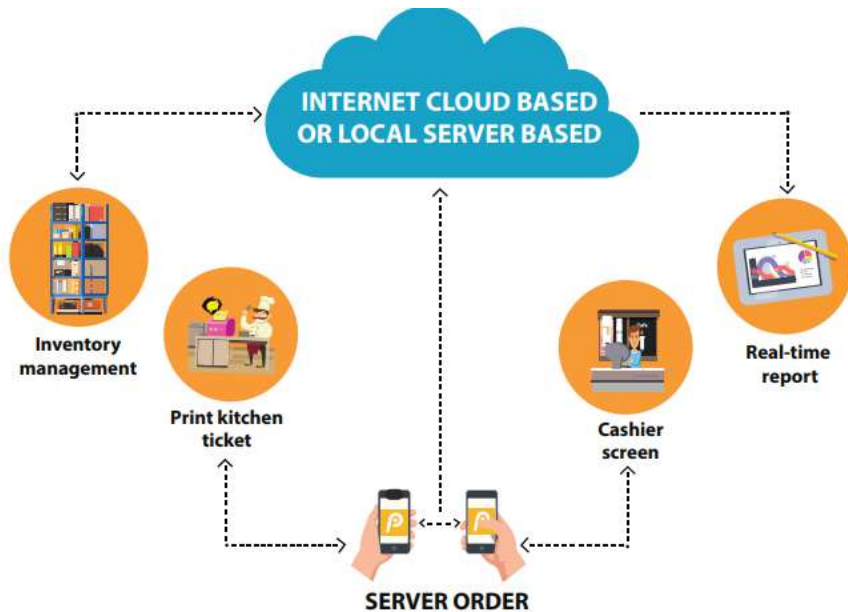 INTERNET CLOUD BASED
OR LOCAL SERVER BASED
Inventory
management
Print kitchen
ticket
Cashier
screen
Real-time
report
SERVER ORDER